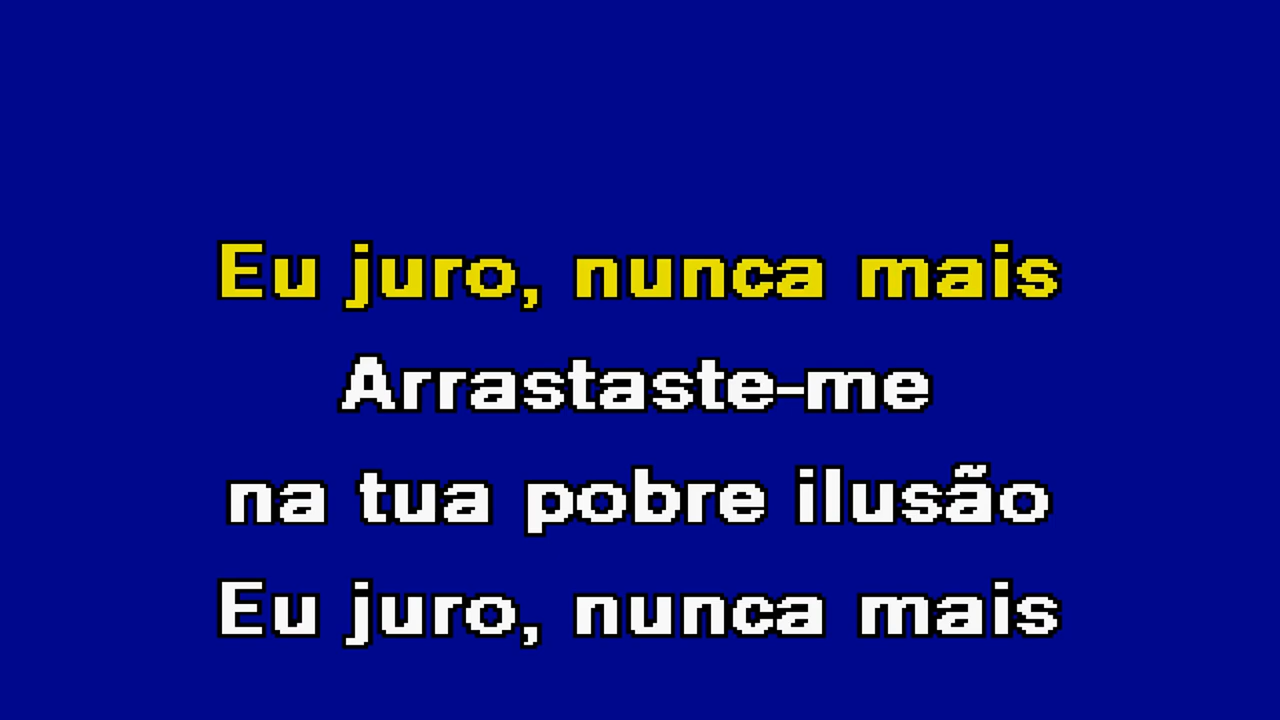 Eu juro, nunca mais
Arrastaste-me
na tua pobre ilusão
Eu juro, nunca mais